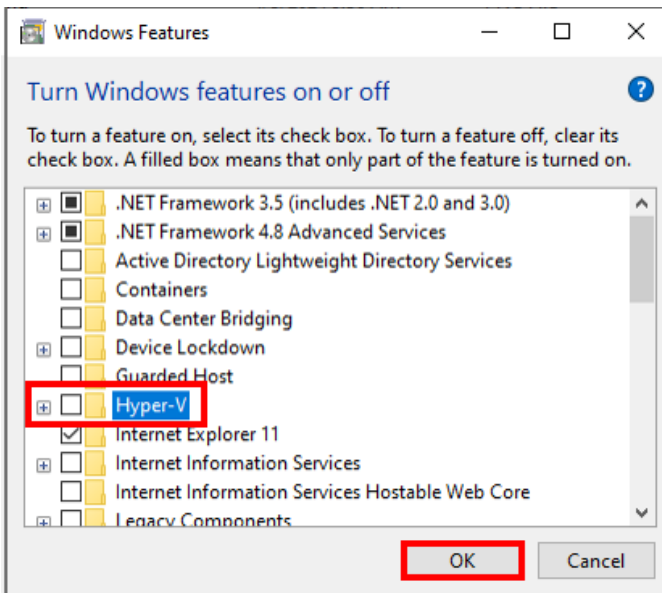 Windows Features
Turn Windows features on or off
To turn a feature on, select its check box. To turn a feature off, clear its
check box. A filled box means that only part of the feature is turned on.
.NET Framework 3.5 (includes .NET 2.0 and 3.0)
.NET Framework 4.8 Advanced Services
Active Directory Lightweight Directory Services
Containers
Data Center Bridging
Device Lockdown
Guarded Host
Hyper-V
Internet Explorer 11
Internet Information Services
Internet Information Services Hostable Web Core
Legacy Components
OK
Cancel